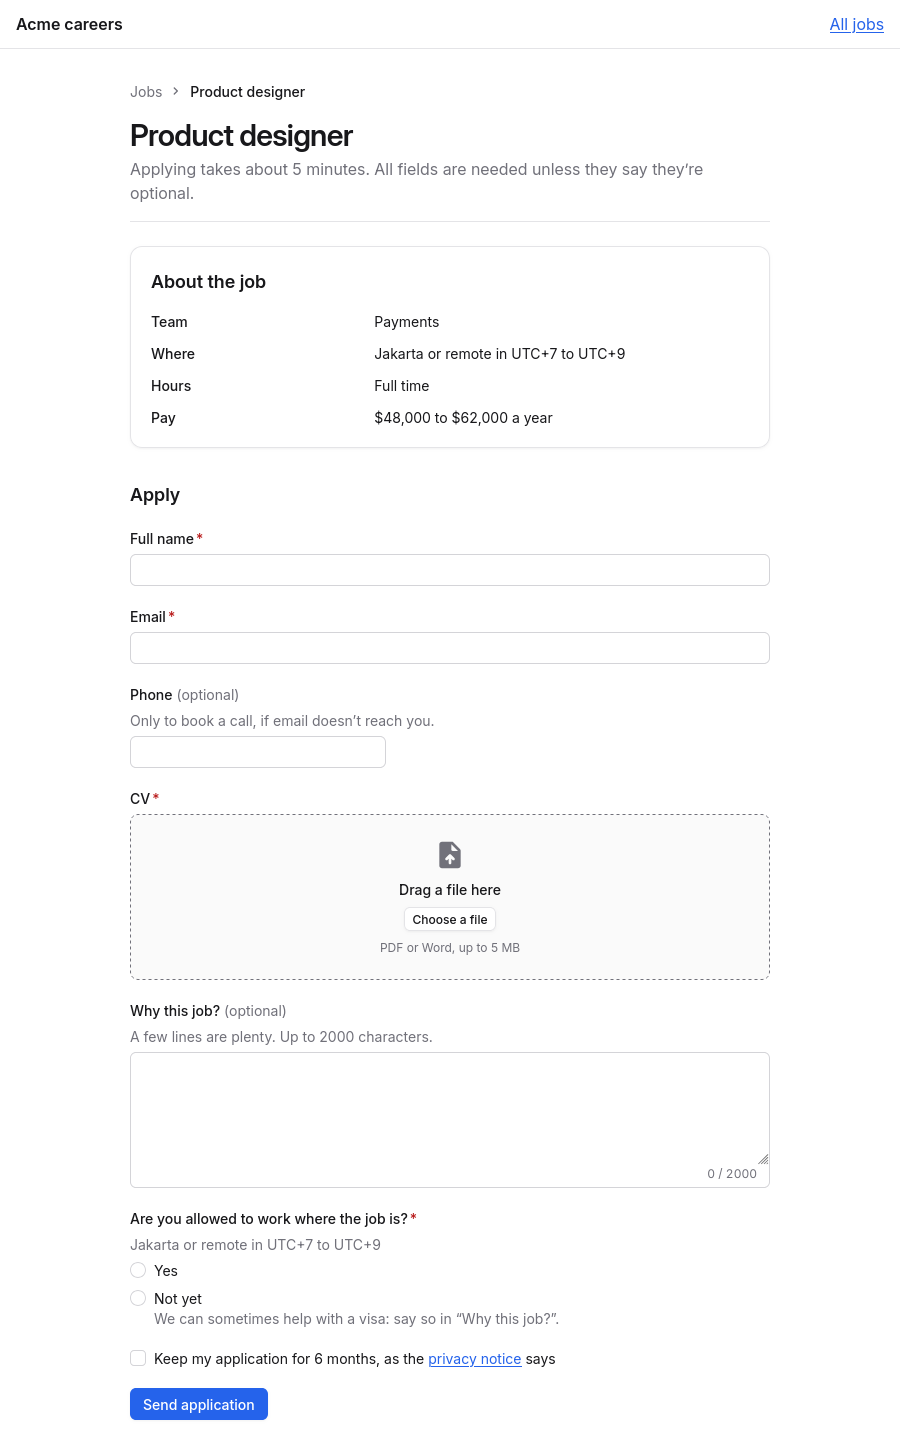 Acme careers
All jobs
Jobs > Product designer
Product designer
Applying takes about 5 minutes. All fields are needed unless they say they’re
optional.
About the job
Team Payments
Where Jakarta or remote in UTC+7 to UTC+9
Hours Full time
Pay $48,000 to $62,000 a year
Apply
Full name*
Email*
Phone (optional)
Only to book a call, if email doesn’t reach you.
CV*
Drag a file here
Choose a file
PDF or Word, up to 5 MB
Why this job? (optional)
A few lines are plenty. Up to 2000 characters.
0 / 2000
Are you allowed to work where the job is?*
Jakarta or remote in UTC+7 to UTC+9
Yes
Not yet
We can sometimes help with a visa: say so in “Why this job?”.
Keep my application for 6 months, as the privacy notice says
Send application